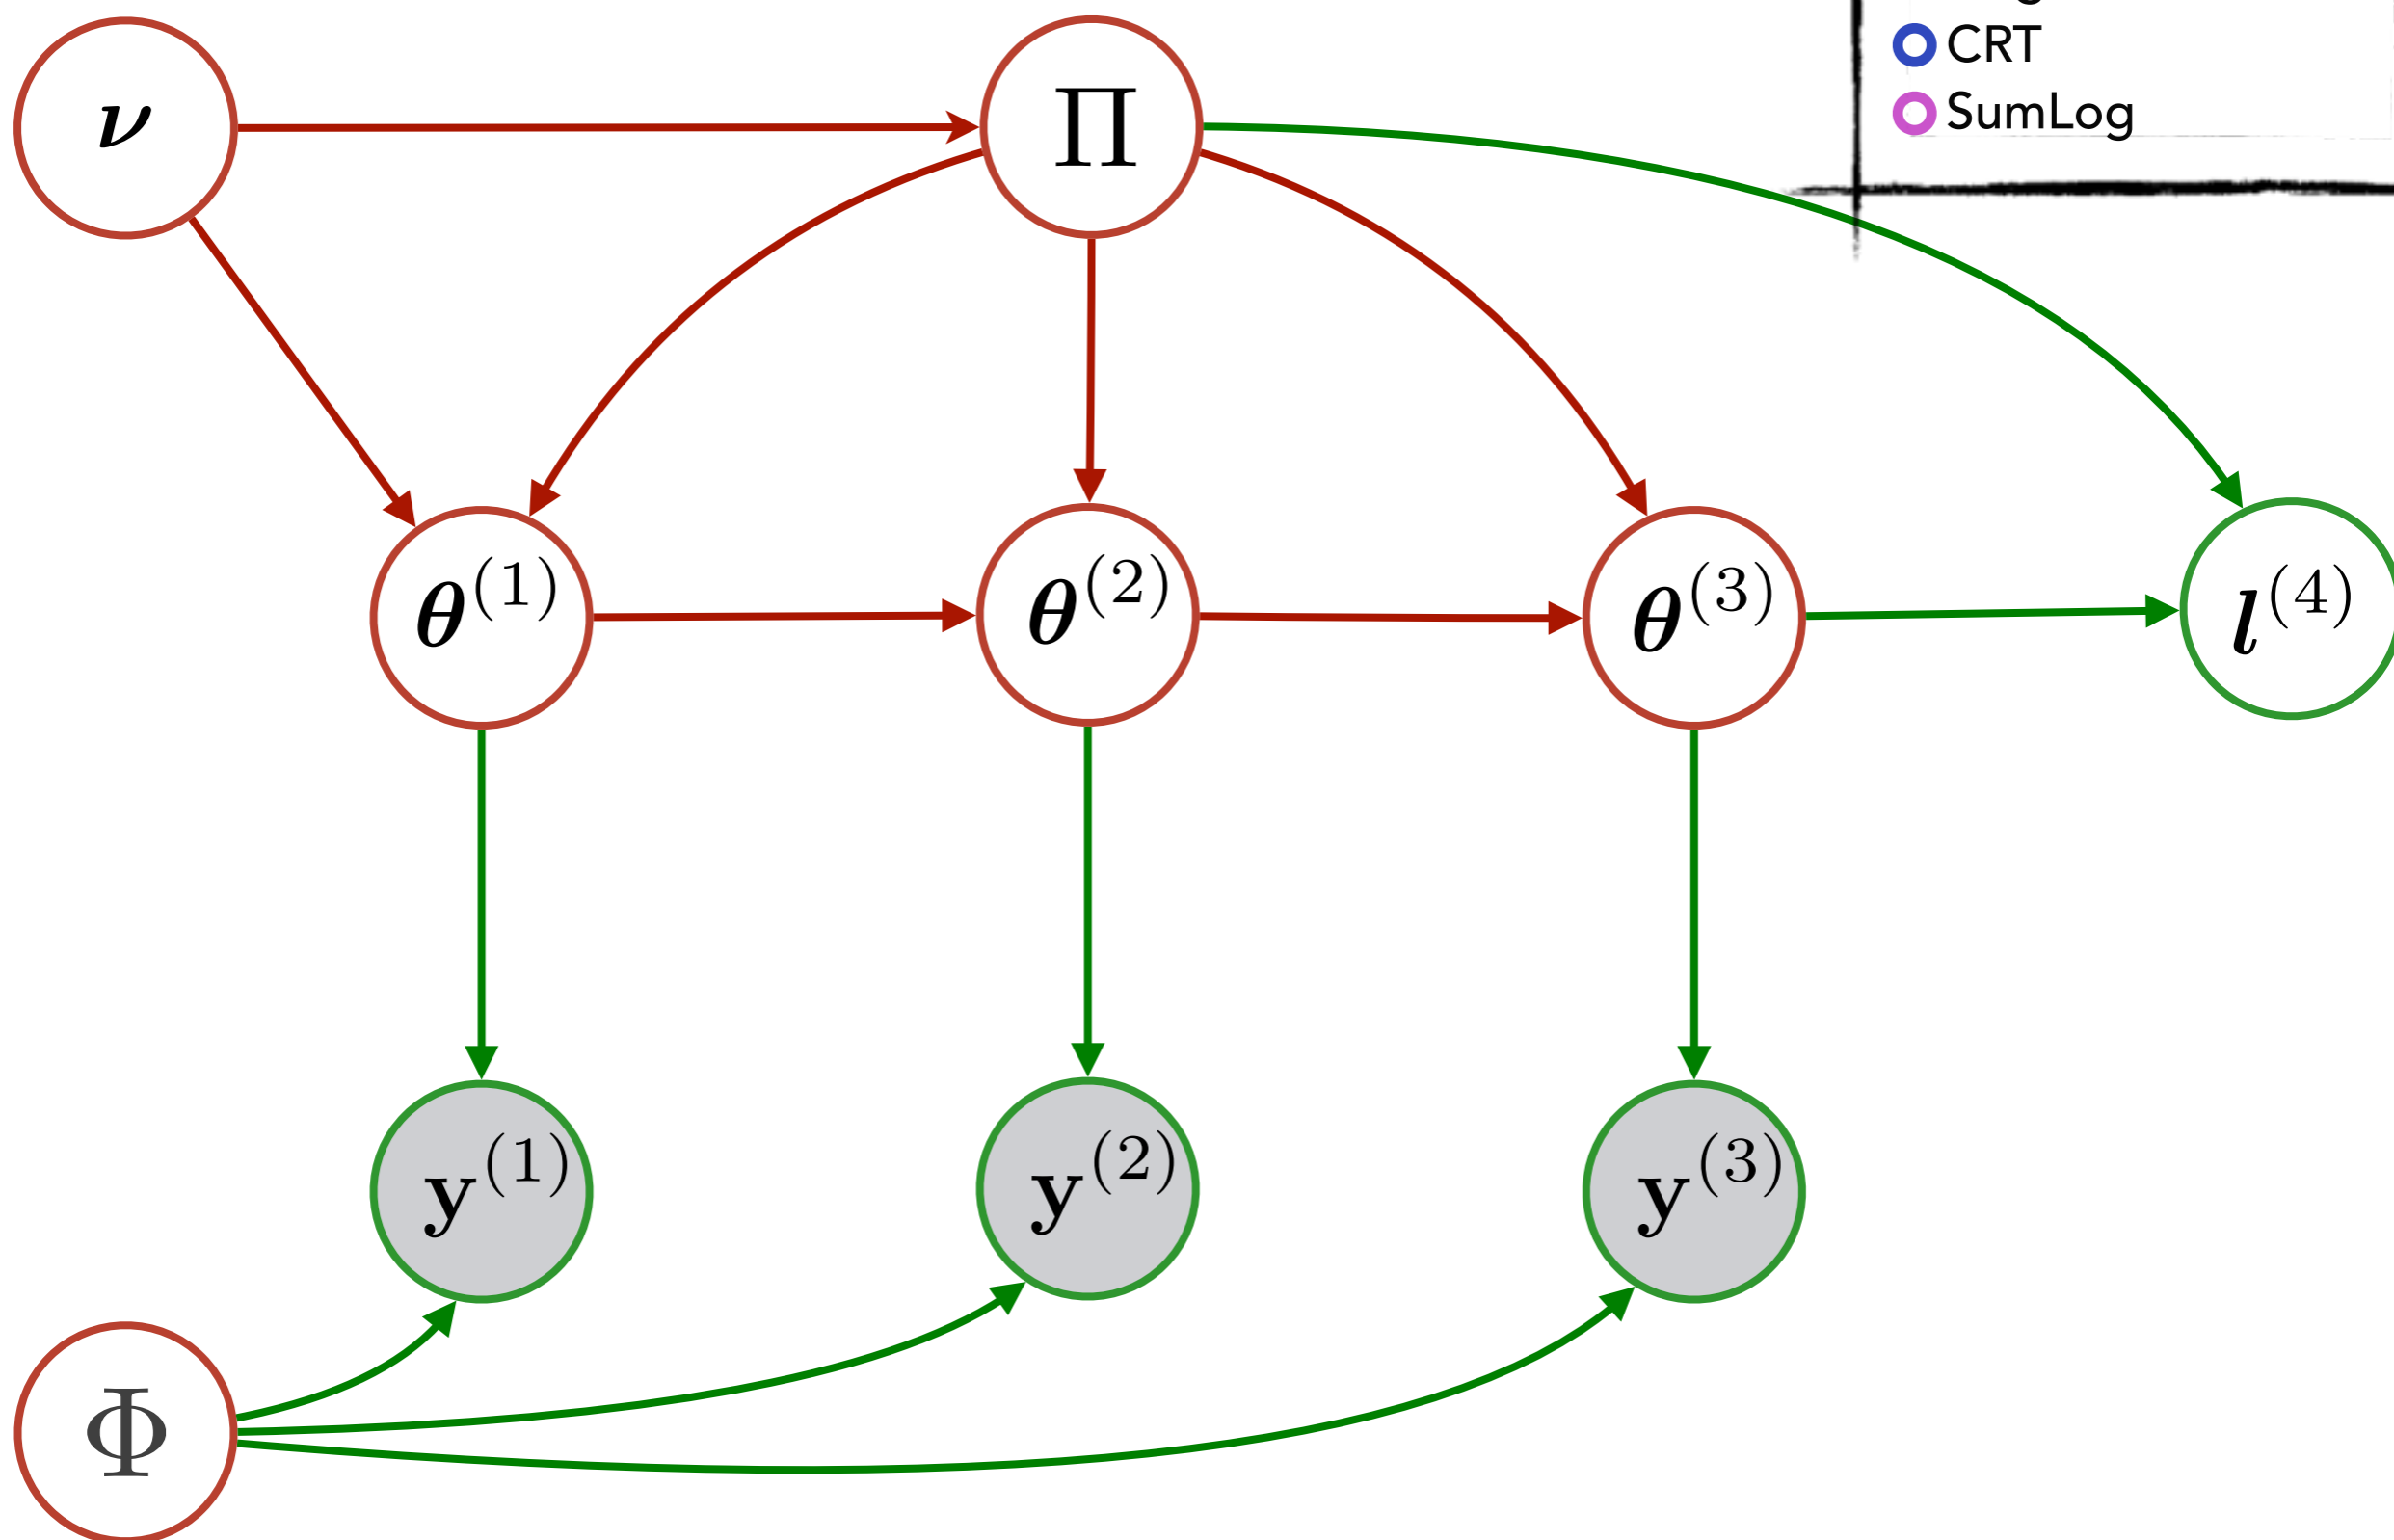 CRT
SumLog
ν
Π
θ^(1)
θ^(2)
θ^(3)
l^(4)
y^(1)
y^(2)
y^(3)
Φ